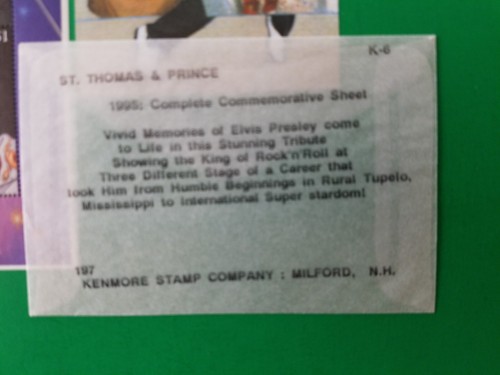 K-6
ST. THOMAS & PRINCE
1995: Complete Commemorative Sheet
Vivid Memories of Elvis Presley come
to Life in this Stunning Tribute
Showing the King of Rock'n'Roll at
Three Different Stage of a Career that
took Him from Humble Beginnings in Rural Tupelo,
Mississippi to International Super stardom!
197
KENMORE STAMP COMPANY : MILFORD, N.H.